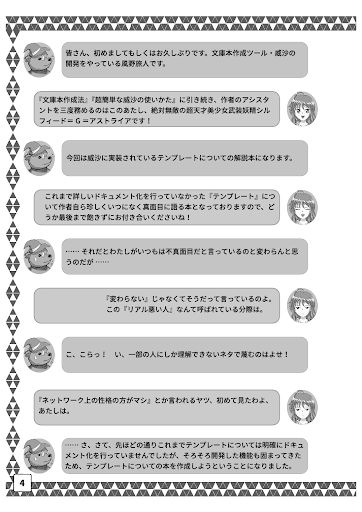 皆さん、初めましてもしくはお久しぶりです。文庫本作成ツール・威沙の
開発をやっている風野旅人です。
『文庫本作成法』『超簡単な威沙の使いかた』に引き続き、作者のアシスタ
ントを三度務めるのはこのあたし、絶対無敵の超天才美少女武装妖精シル
フィード＝Ｇ＝アストライアです！
今回は威沙に実装されているテンプレートについての解説本になります。
これまで詳しいドキュメント化を行っていなかった『テンプレート』につ
いて作者自ら珍しくいつになく真面目に語る本となっておりますので、ど
うか最後まで飽きずにお付き合いくださいね！
…… それだとわたしがいつもは不真面目だと言っているのと変わらんと思
うのだが ……
『変わらない』じゃなくてそうだって言っているのよ。
この『リアル悪い人』なんて呼ばれている分際は。
こ、こらっ！　い、一部の人にしか理解できないネタで蔑むのはよせ！
『ネットワーク上の性格の方がマシ』とか言われるヤツ、初めて見たわよ、
あたしは。
…… さ、さて、先ほどの通りこれまでテンプレートについては明確にドキュ
メント化を行っていませんでしたが、そろそろ開発した機能も固まってきた
ため、テンプレートについての本を作成しようということになりました。
4